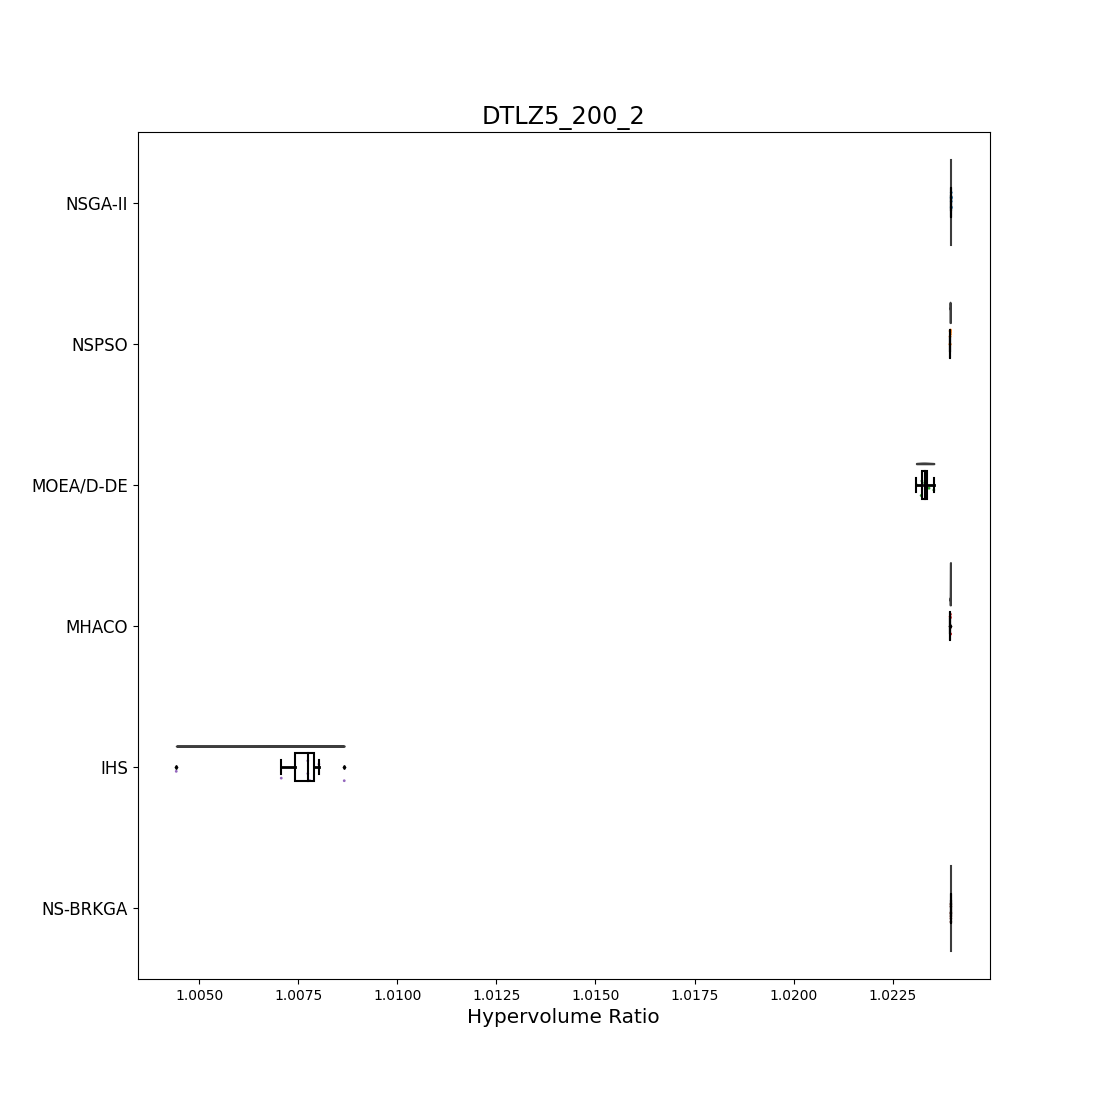 DTLZ5_200_2
NSGA-II
NSPSO
MOEA/D-DE
MHACO
IHS
NS-BRKGA
1.0050 1.0075 1.0100 1.0125 1.0150 1.0175 1.0200 1.0225
Hypervolume Ratio